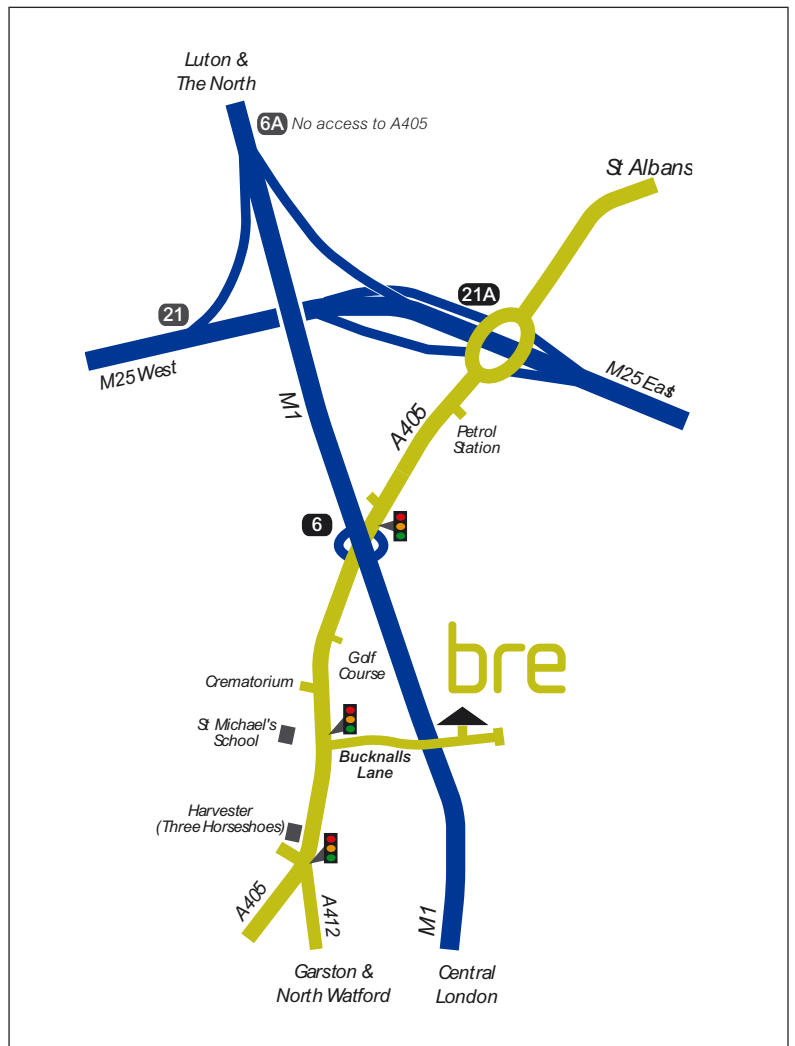 Luton &
The North
6A No access to A405
St Albans
21A
21
M25 West
M25 East
M1
A405
Petrol
Station
6
bre
Golf
Course
Crematorium
St Michael's
School
Bucknalls
Lane
Harvester
(Three Horseshoes)
A405
A412
M1
Garston &
North Watford
Central
London